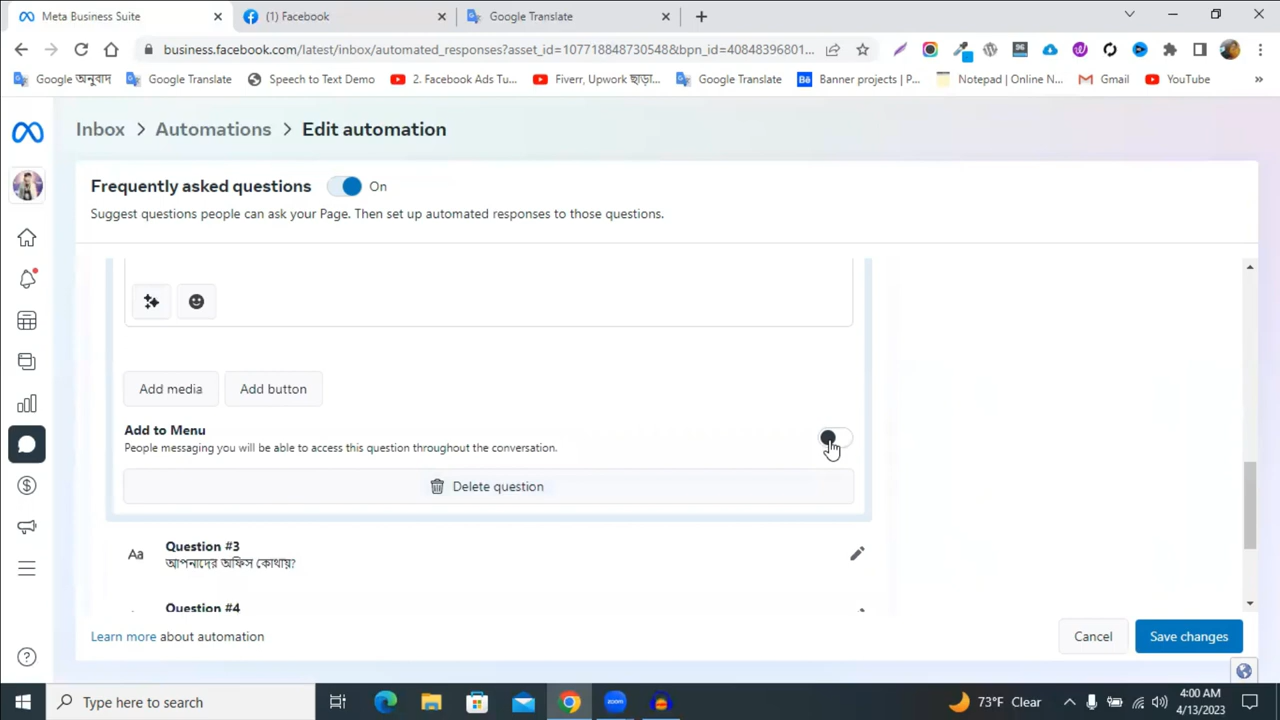 Meta Business Suite
(1) Facebook
Google Translate
business.facebook.com/latest/inbox/automated_responses?asset_id=107718848730548&bpn_id=40848396801...
Google অনুবাদ
Google Translate
Speech to Text Demo
2. Facebook Ads Tu...
Fiverr, Upwork ছাড়া...
Google Translate
Banner projects | P...
Notepad | Online N...
Gmail
YouTube
Inbox > Automations > Edit automation
Frequently asked questions
On
Suggest questions people can ask your Page. Then set up automated responses to those questions.
Add media
Add button
Add to Menu
People messaging you will be able to access this question throughout the conversation.
Delete question
Aa
Question #3
আপনাদের অফিস কোথায়?
Question #4
Learn more about automation
Cancel
Save changes
Type here to search
zoom
73°F Clear
4:00 AM
4/13/2023